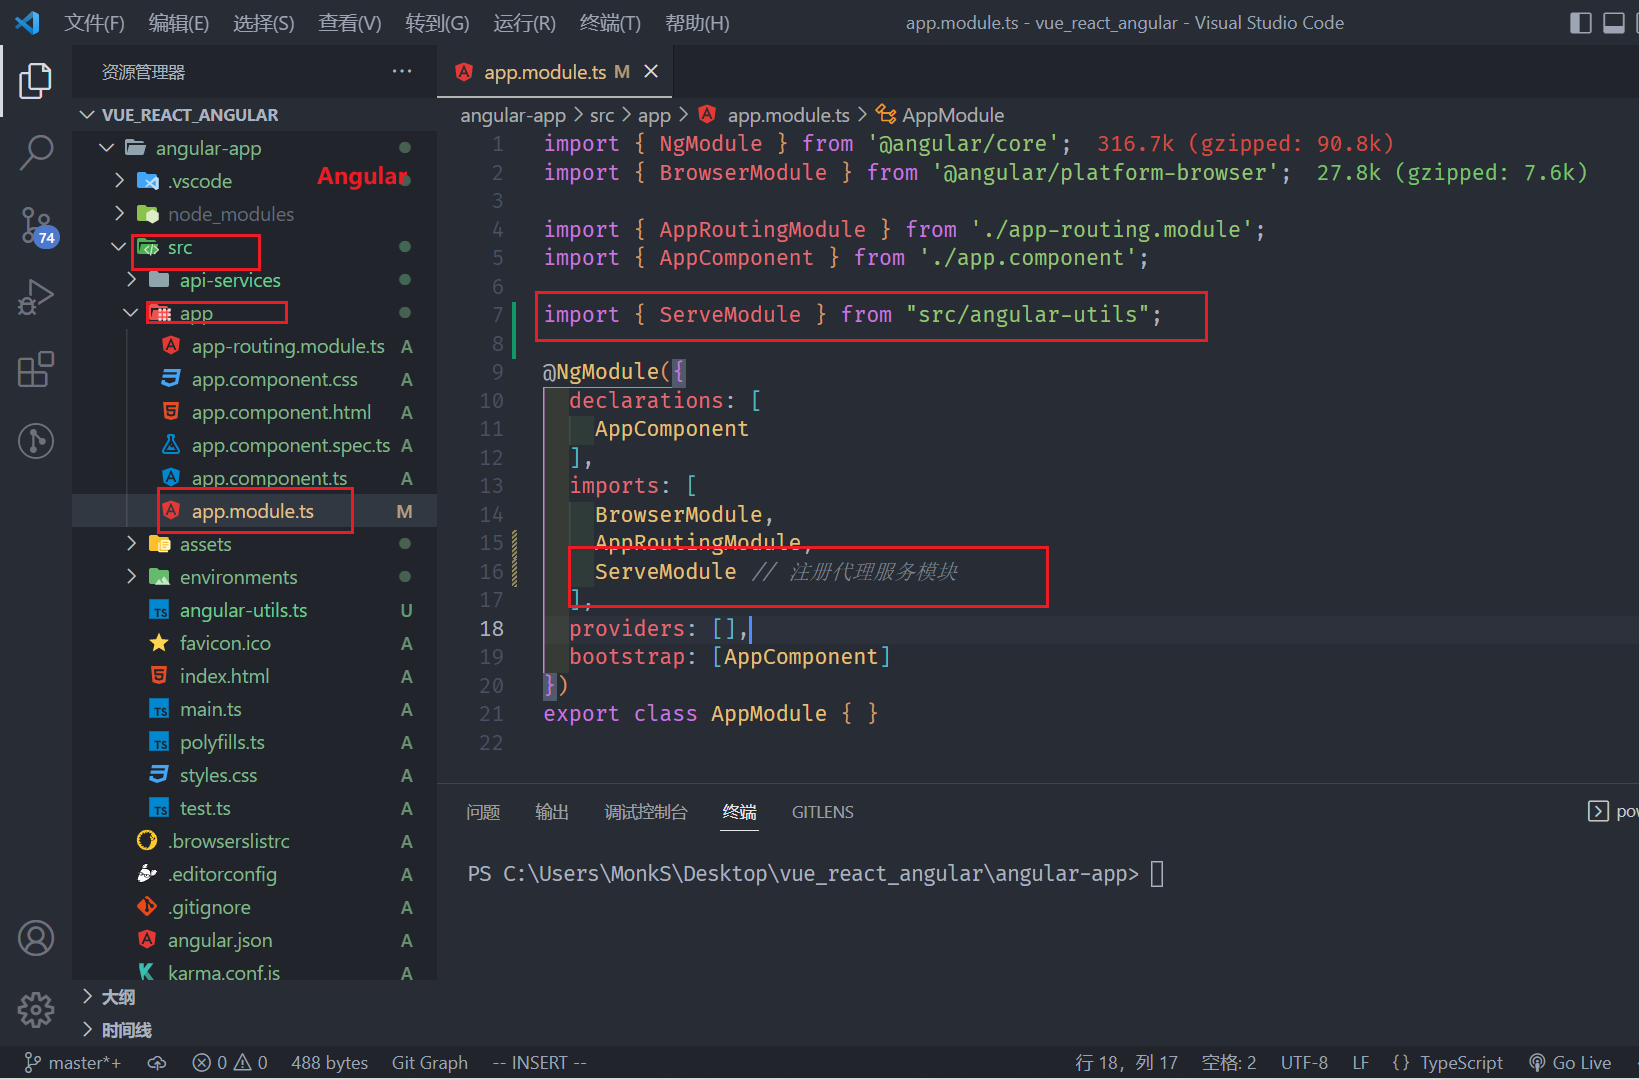 文件(F) 编辑(E) 选择(S) 查看(V) 转到(G) 运行(R) 终端(T) 帮助(H) app.module.ts - vue_react_angular - Visual Studio Code
资源管理器 ···
VUE_REACT_ANGULAR
angular-app
Angular
.vscode
node_modules
src
api-services
app
app-routing.module.ts A
app.component.css A
app.component.html A
app.component.spec.ts A
app.component.ts A
app.module.ts M
assets
environments
angular-utils.ts U
favicon.ico A
index.html A
main.ts A
polyfills.ts A
styles.css A
test.ts A
.browserslistrc A
.editorconfig A
.gitignore A
angular.json A
karma.conf.js A
大纲
时间线
74
app.module.ts M
angular-app > src > app > app.module.ts > AppModule
1 import { NgModule } from '@angular/core'; 316.7k (gzipped: 90.8k)
2 import { BrowserModule } from '@angular/platform-browser'; 27.8k (gzipped: 7.6k)
3
4 import { AppRoutingModule } from './app-routing.module';
5 import { AppComponent } from './app.component';
6
7 import { ServeModule } from "src/angular-utils";
8
9 @NgModule({
10 declarations: [
11 AppComponent
12 ],
13 imports: [
14 BrowserModule,
15 AppRoutingModule,
16 ServeModule // 注册代理服务模块
17 ],
18 providers: [],
19 bootstrap: [AppComponent]
20 })
21 export class AppModule { }
22
问题 输出 调试控制台 终端 GITLENS
PS C:\Users\MonkS\Desktop\vue_react_angular\angular-app>
master*+ 0 0 488 bytes Git Graph -- INSERT -- 行 18，列 17 空格: 2 UTF-8 LF {} TypeScript Go Live